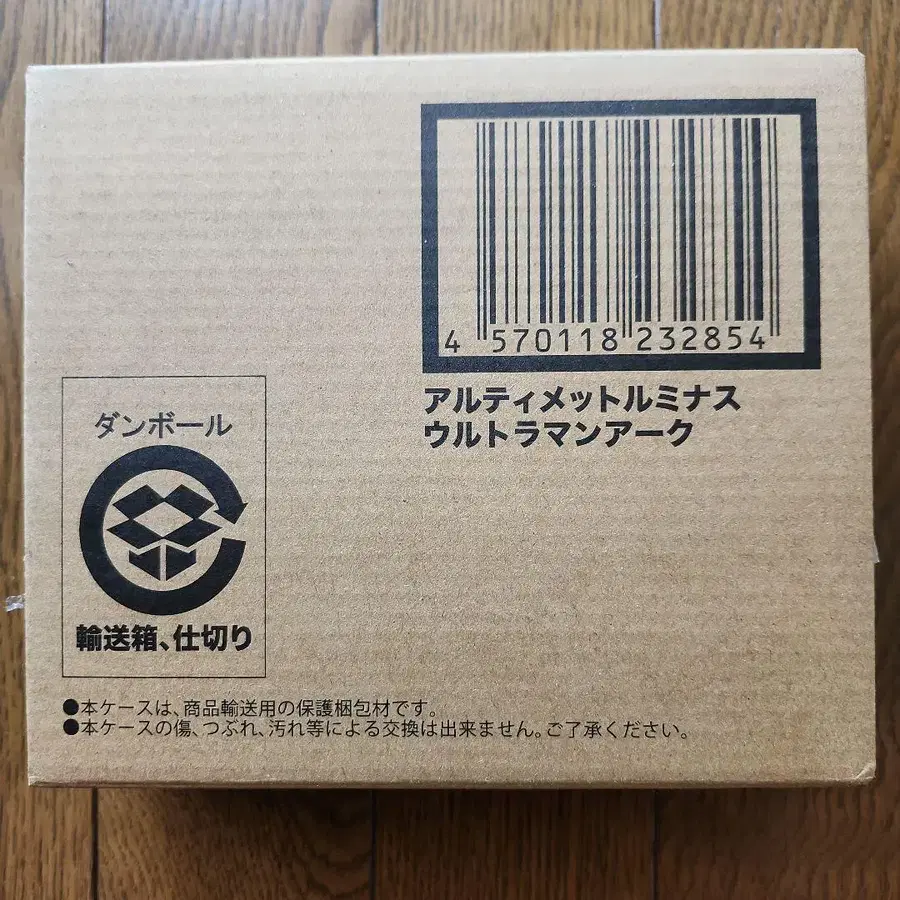 4 570118 232854
アルティメットルミナス
ウルトラマンアーク
ダンボール
輸送箱、仕切り
●本ケースは、商品輸送用の保護梱包材です。
●本ケースの傷、つぶれ、汚れ等による交換は出来ません。ご了承ください。